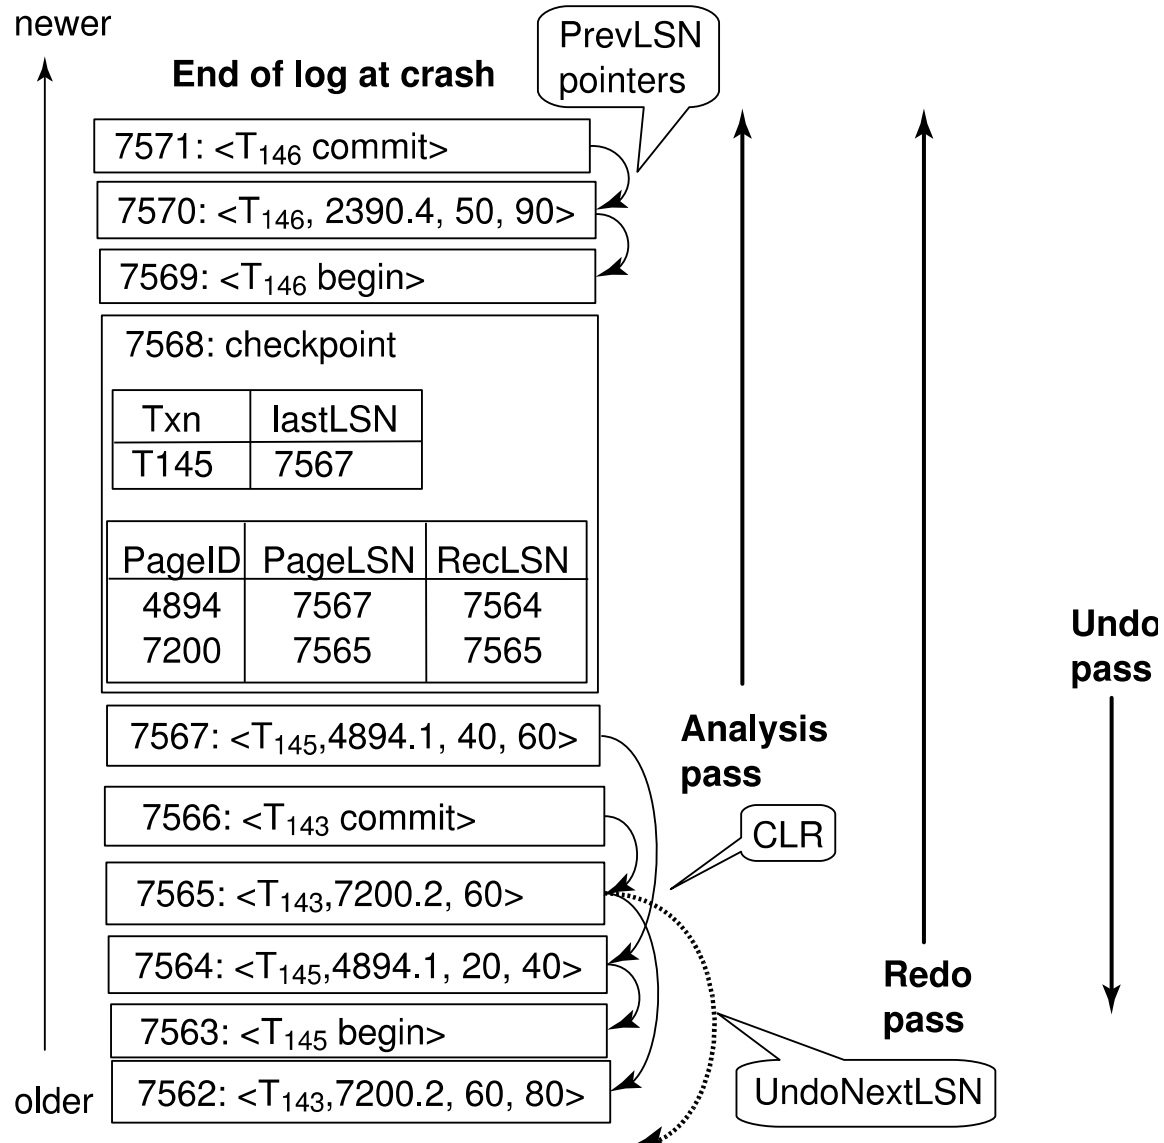 newer
End of log at crash
PrevLSN
pointers
7571: <T146 commit>
7570: <T146, 2390.4, 50, 90>
7569: <T146 begin>
7568: checkpoint
Txn lastLSN
T145 7567
PageID PageLSN RecLSN
4894 7567 7564
7200 7565 7565
7567: <T145,4894.1, 40, 60>
7566: <T143 commit>
7565: <T143,7200.2, 60>
7564: <T145,4894.1, 20, 40>
7563: <T145 begin>
7562: <T143,7200.2, 60, 80>
older
Analysis
pass
CLR
Redo
pass
UndoNextLSN
Undo
pass